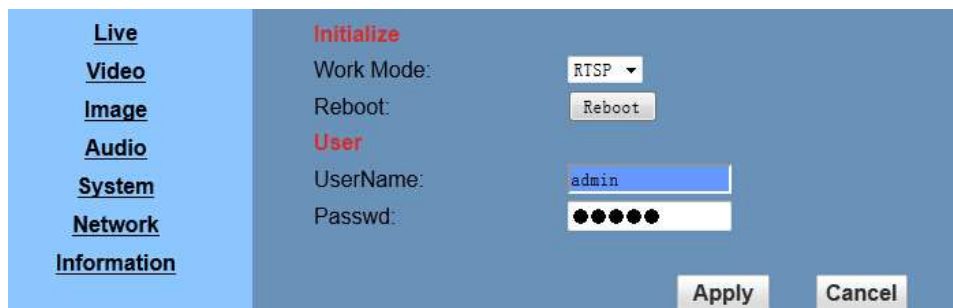 Live
Video
Image
Audio
System
Network
Information
Initialize
Work Mode: RTSP
Reboot: Reboot
User
UserName: admin
Passwd: ●●●●●
Apply Cancel